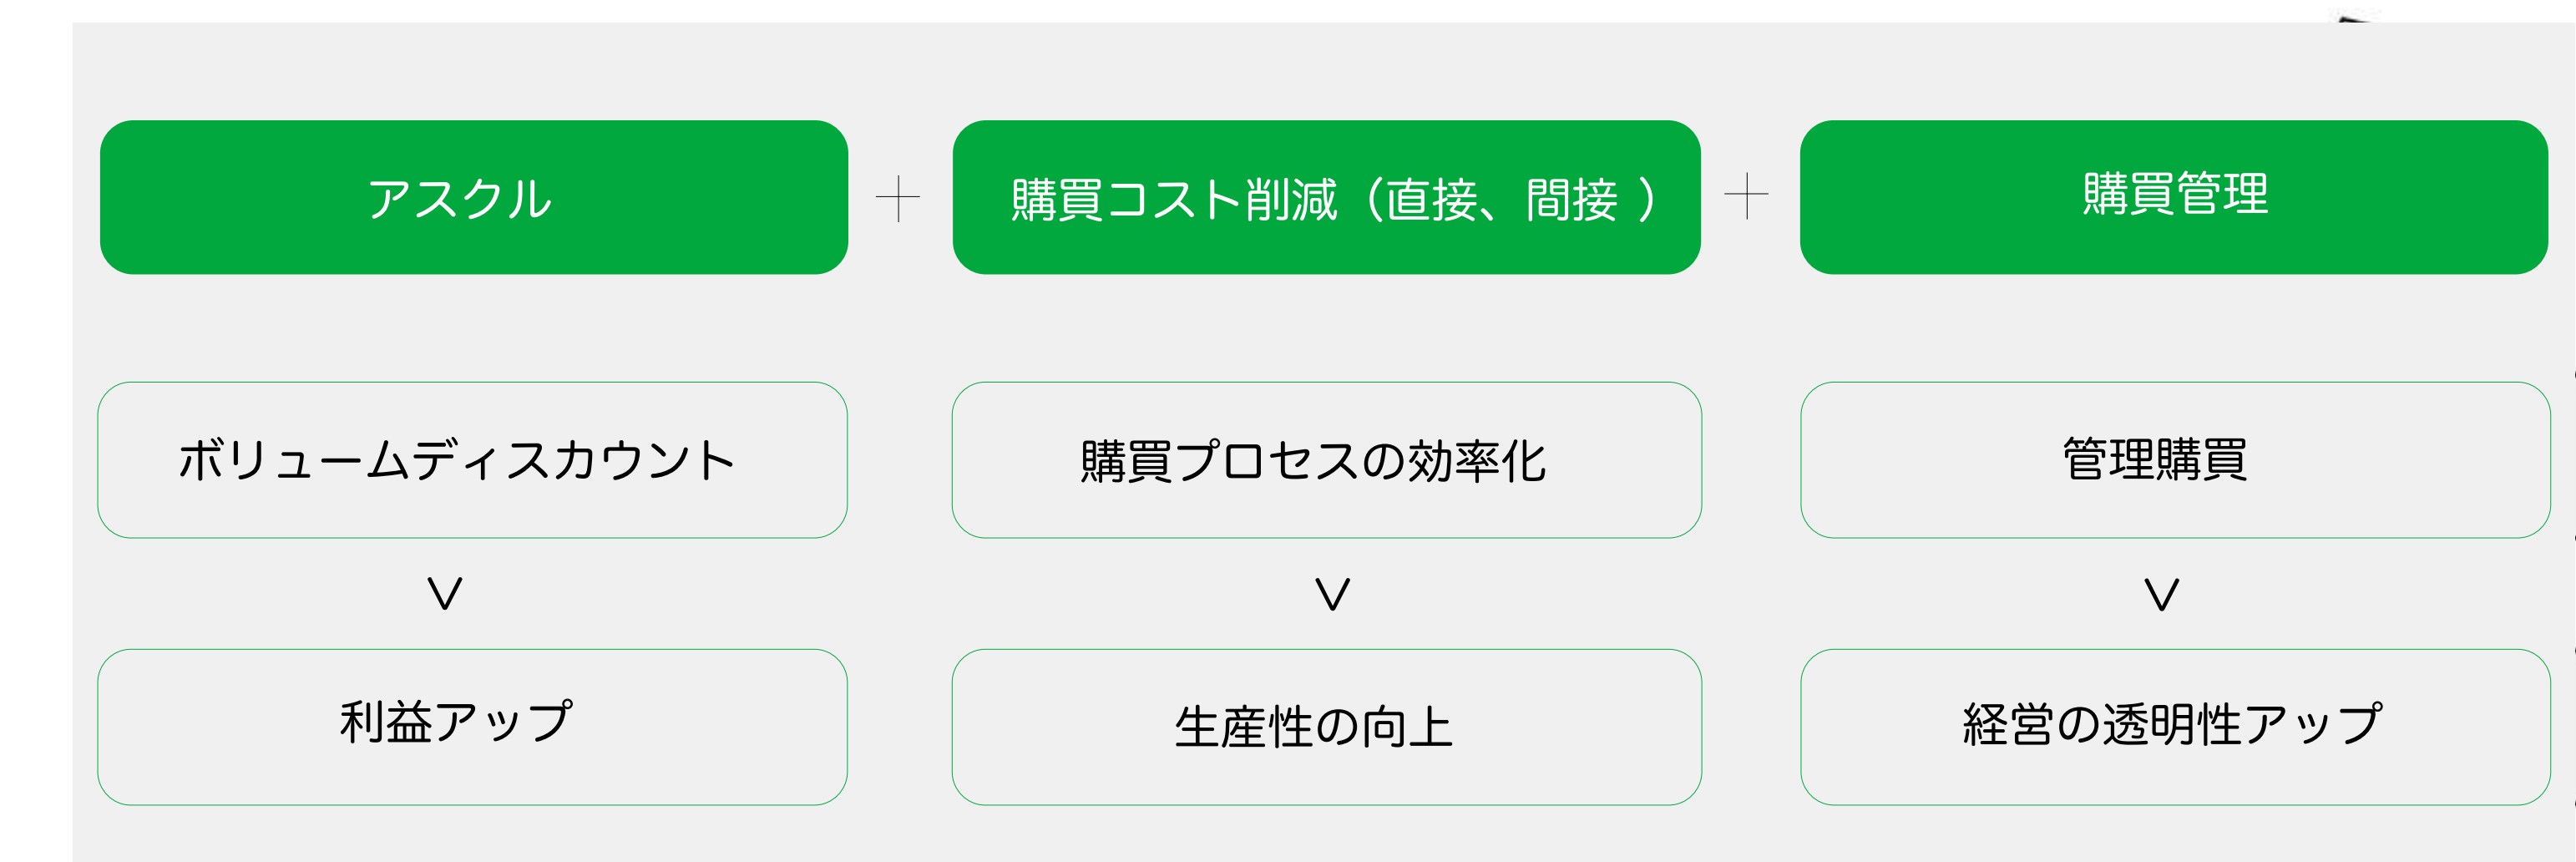 アスクル
＋
購買コスト削減（直接、間接 ）
＋
購買管理
ボリュームディスカウント
購買プロセスの効率化
管理購買
利益アップ
生産性の向上
経営の透明性アップ